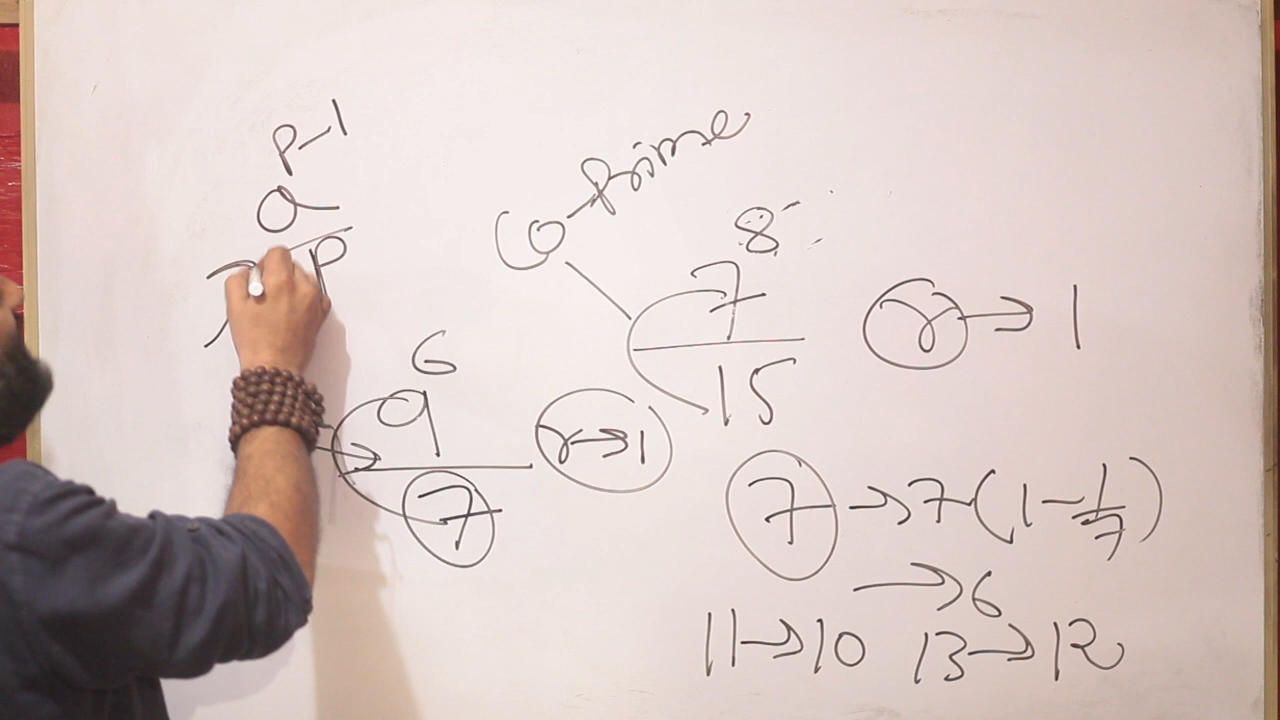 p-1
a
p
Co-prime
8
7
15
r→1
6
9
7
r→1
7→7(1-1/7)
→6
11→10 13→12